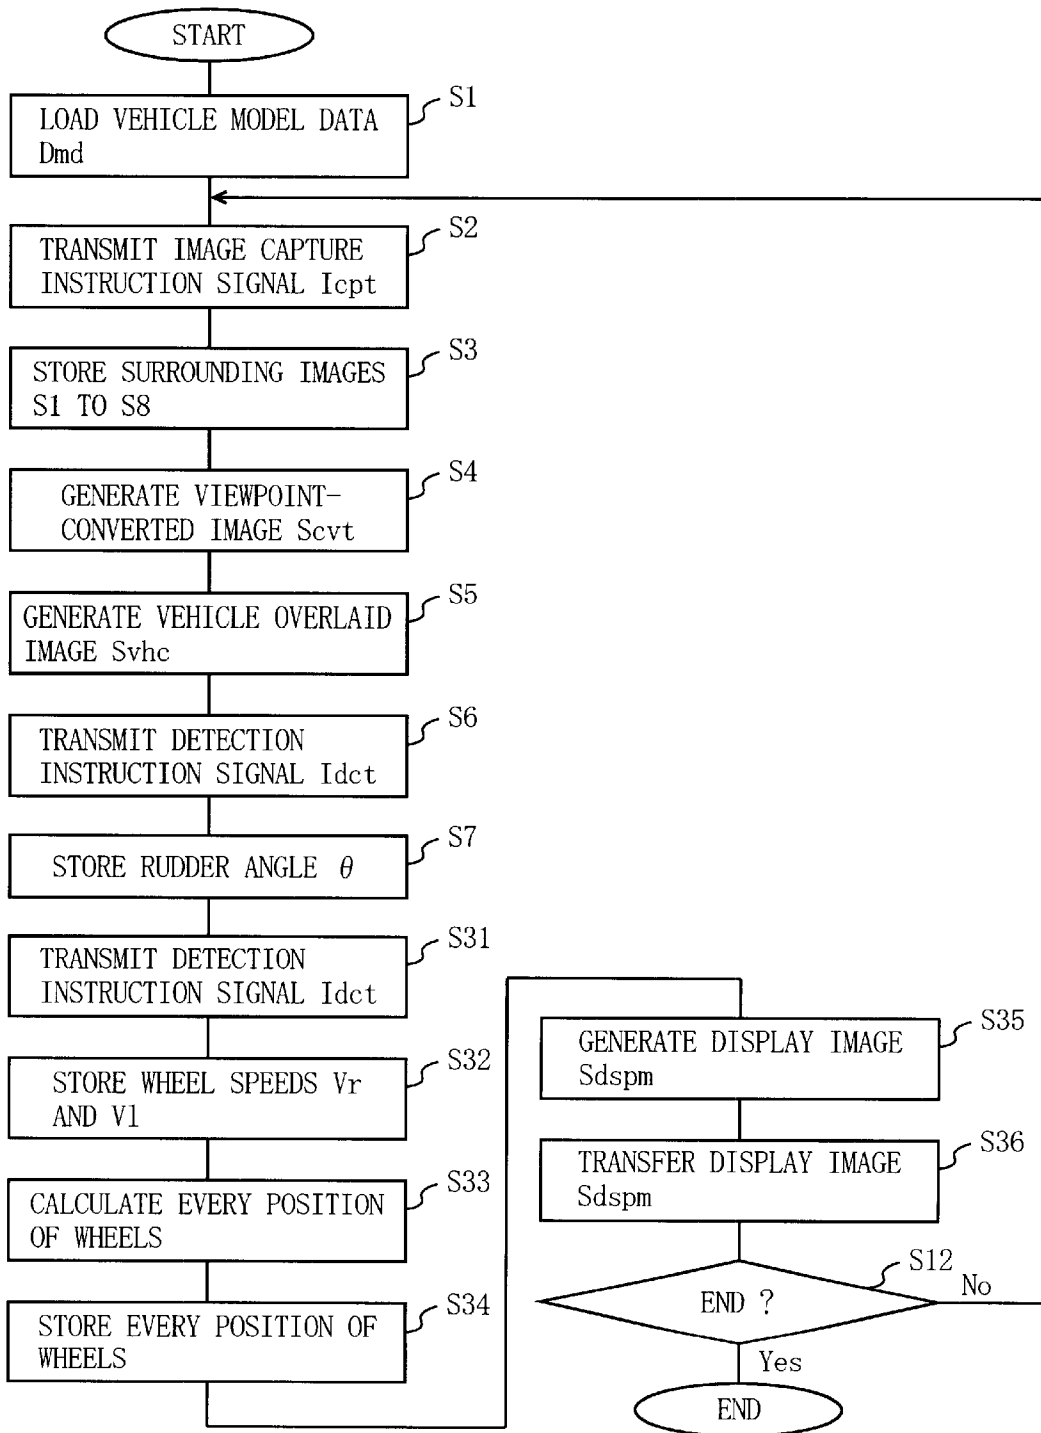 START
S1
LOAD VEHICLE MODEL DATA
Dmd
S2
TRANSMIT IMAGE CAPTURE
INSTRUCTION SIGNAL Icpt
S3
STORE SURROUNDING IMAGES
S1 TO S8
S4
GENERATE VIEWPOINT-
CONVERTED IMAGE Scvt
S5
GENERATE VEHICLE OVERLAID
IMAGE Svhc
S6
TRANSMIT DETECTION
INSTRUCTION SIGNAL Idct
S7
STORE RUDDER ANGLE θ
S31
TRANSMIT DETECTION
INSTRUCTION SIGNAL Idct
S32
STORE WHEEL SPEEDS Vr
AND Vl
S33
CALCULATE EVERY POSITION
OF WHEELS
S34
STORE EVERY POSITION OF
WHEELS
S35
GENERATE DISPLAY IMAGE
Sdspm
S36
TRANSFER DISPLAY IMAGE
Sdspm
S12
END ?
No
Yes
END